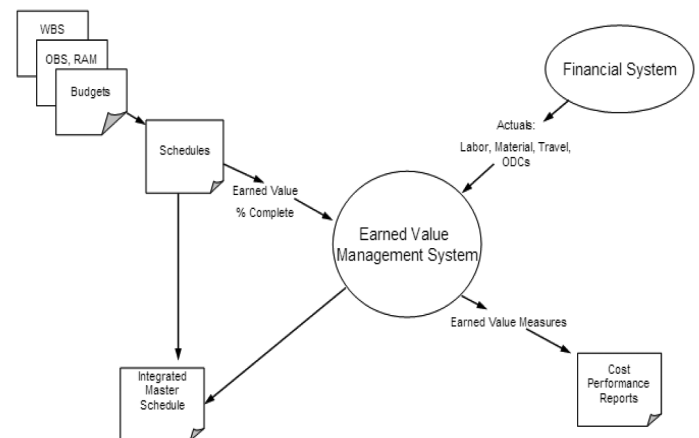 WBS
OBS, RAM
Budgets
Schedules
Financial System
Actuals:
Labor, Material, Travel,
ODCs
Earned Value
% Complete
Earned Value
Management System
Earned Value Measures
Integrated
Master
Schedule
Cost
Performance
Reports